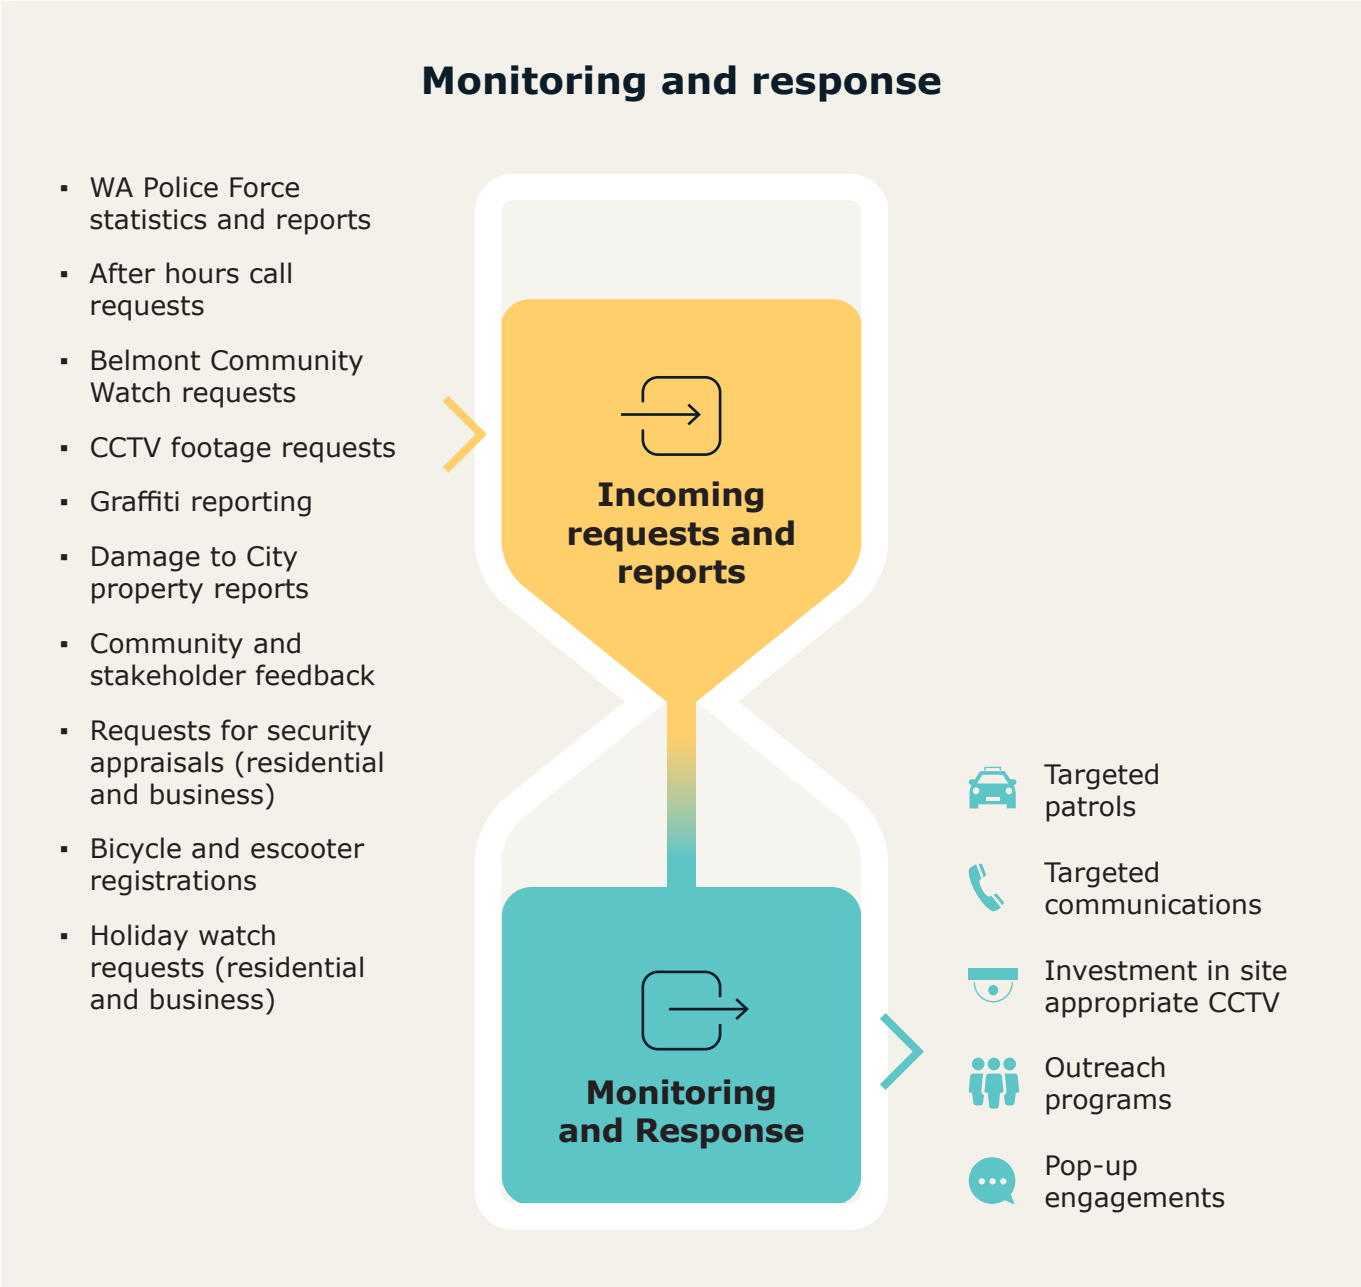 Monitoring and response
▪ WA Police Force
statistics and reports
▪ After hours call
requests
▪ Belmont Community
Watch requests
▪ CCTV footage requests
▪ Graffiti reporting
▪ Damage to City
property reports
▪ Community and
stakeholder feedback
▪ Requests for security
appraisals (residential
and business)
▪ Bicycle and escooter
registrations
▪ Holiday watch
requests (residential
and business)
Incoming
requests and
reports
Monitoring
and Response
Targeted
patrols
Targeted
communications
Investment in site
appropriate CCTV
Outreach
programs
Pop-up
engagements